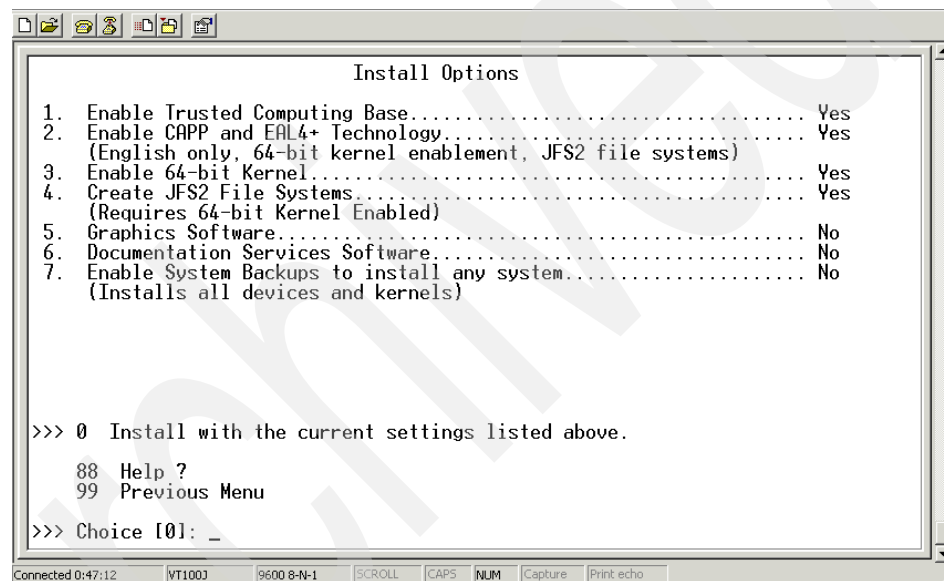 Install Options
1. Enable Trusted Computing Base..................................... Yes
2. Enable CAPP and EAL4+ Technology.................................. Yes
(English only, 64-bit kernel enablement, JFS2 file systems)
3. Enable 64-bit Kernel.............................................. Yes
4. Create JFS2 File Systems.......................................... Yes
(Requires 64-bit Kernel Enabled)
5. Graphics Software................................................. No
6. Documentation Services Software................................... No
7. Enable System Backups to install any system....................... No
(Installs all devices and kernels)
>>> 0 Install with the current settings listed above.
88 Help ?
99 Previous Menu
>>> Choice [0]: _
Connected 0:47:12 VT100J 9600 8-N-1 SCROLL CAPS NUM Capture Print echo